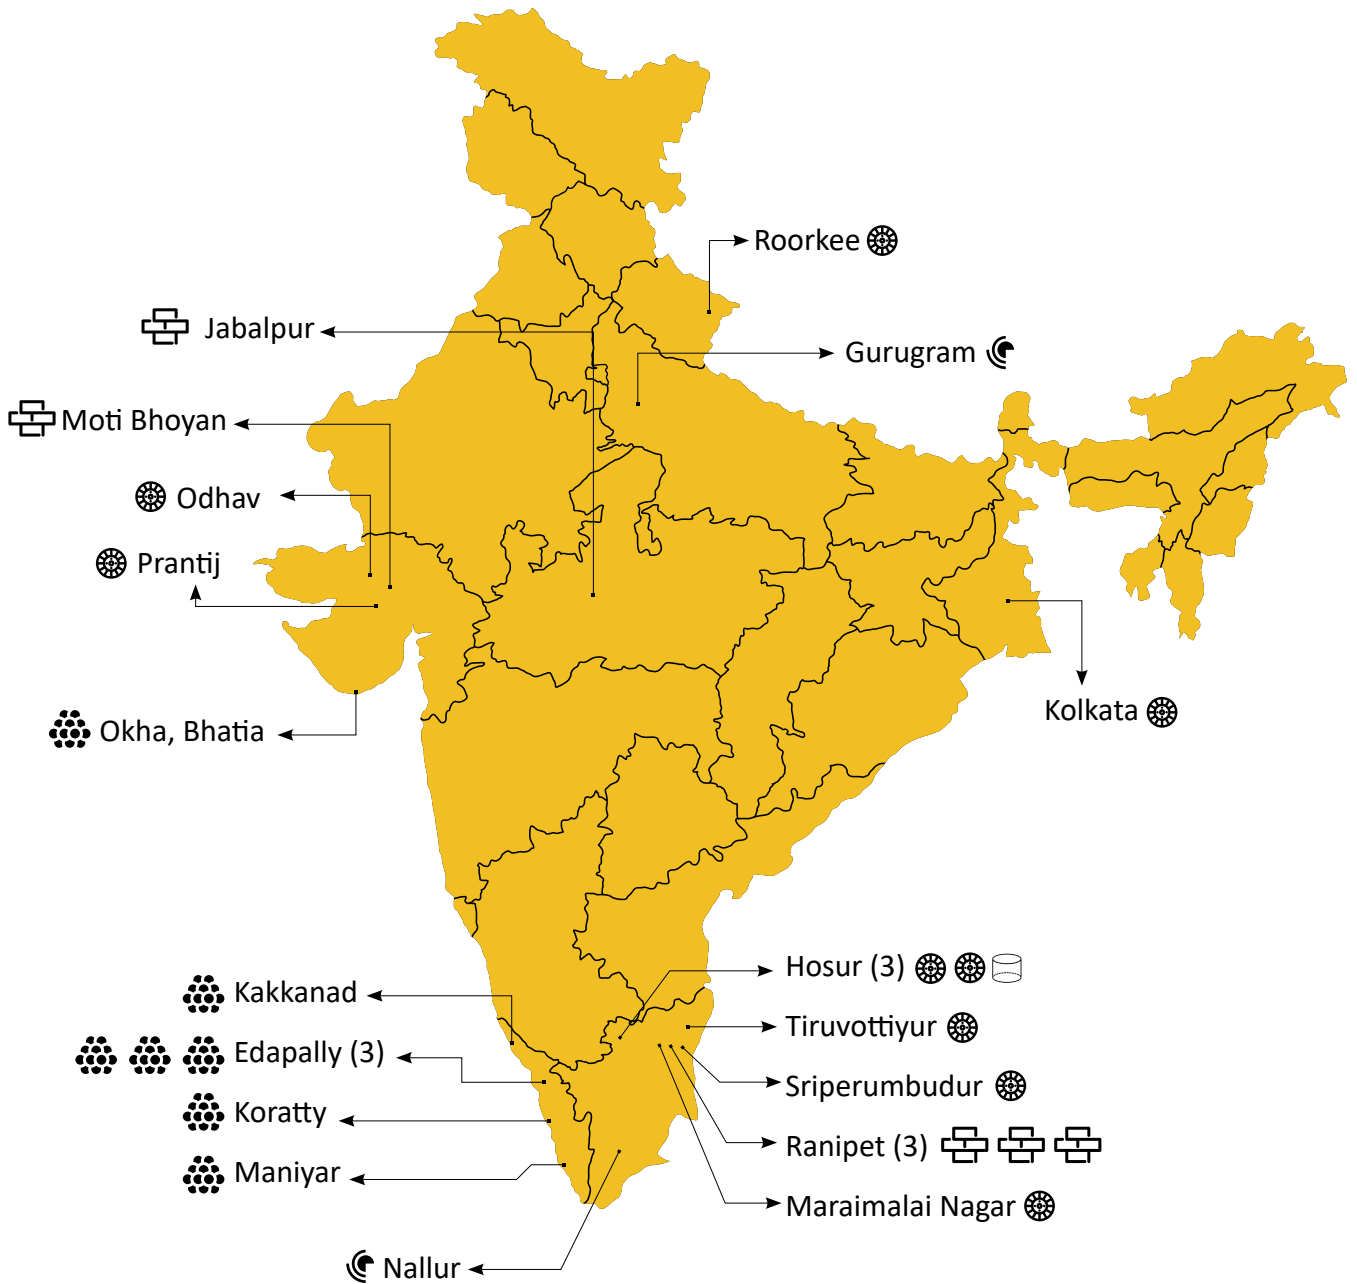 Roorkee
Jabalpur
Gurugram
Moti Bhoyan
Odhav
Prantij
Kolkata
Okha, Bhatia
Hosur (3)
Kakkanad
Tiruvottiyur
Edapally (3)
Sriperumbudur
Koratty
Ranipet (3)
Maniyar
Maraimalai Nagar
Nallur